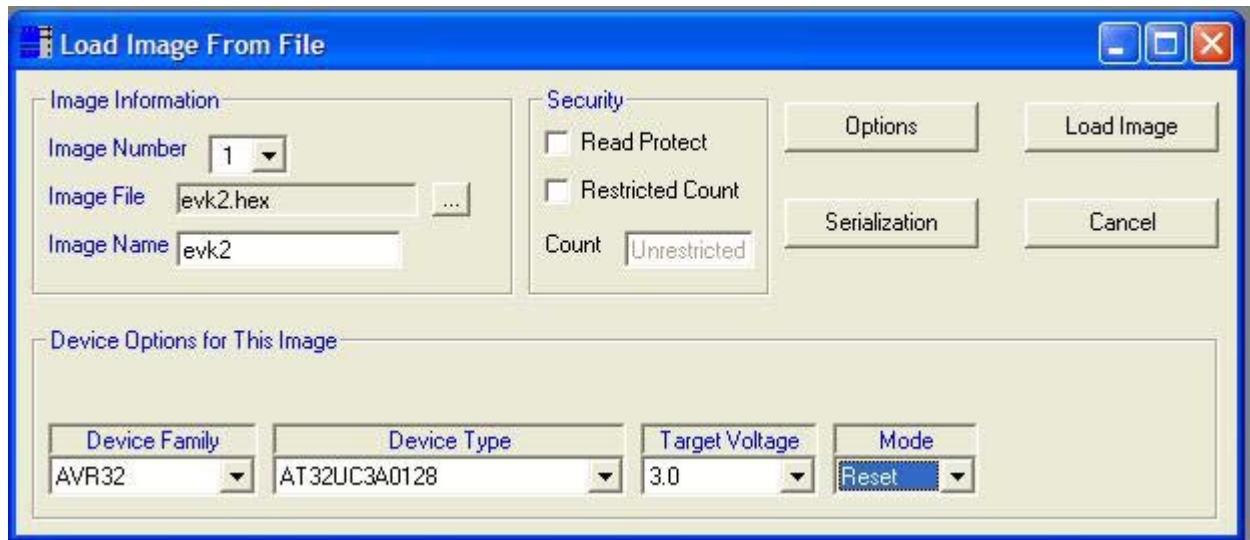 Load Image From File
Image Information
Image Number 1
Image File evk2.hex ...
Image Name evk2
Security
Read Protect
Restricted Count
Count Unrestricted
Options
Load Image
Serialization
Cancel
Device Options for This Image
Device Family Device Type Target Voltage Mode
AVR32 AT32UC3A0128 3.0 Reset